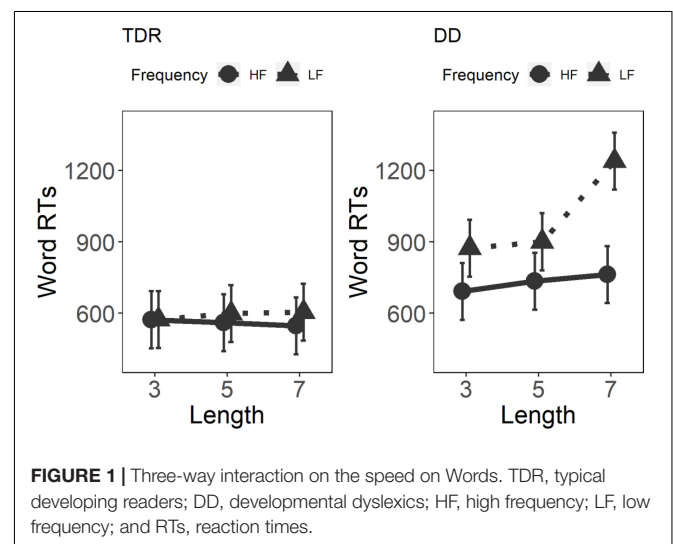 TDR
Frequency HF LF
Word RTs
1200
900
600
3 5 7
Length
DD
Frequency HF LF
Word RTs
1200
900
600
3 5 7
Length
FIGURE 1 | Three-way interaction on the speed on Words. TDR, typical
developing readers; DD, developmental dyslexics; HF, high frequency; LF, low
frequency; and RTs, reaction times.